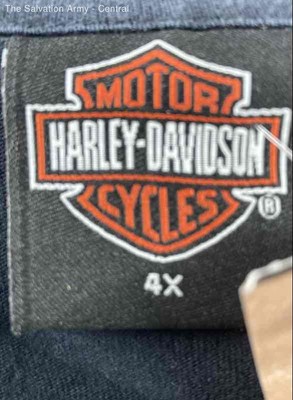 The Salvation Army - Central
MOTOR
HARLEY-DAVIDSON
CYCLES
®
4X